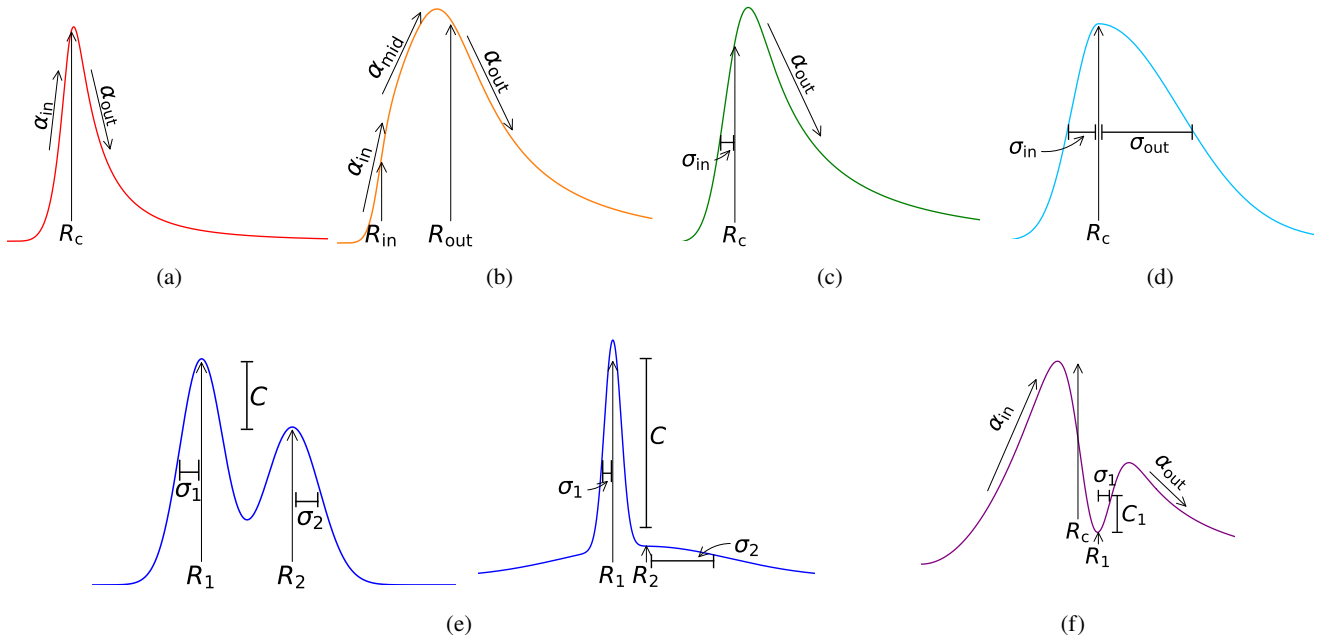 α_in
α_out
R_c
(a)
α_in
α_mid
α_out
R_in
R_out
(b)
σ_in
α_out
R_c
(c)
σ_in
σ_out
R_c
(d)
C
σ_1
σ_2
R_1
R_2
C
σ_1
σ_2
R_1
R_2
(e)
α_in
σ_1
α_out
C_1
R_c
R_1
(f)